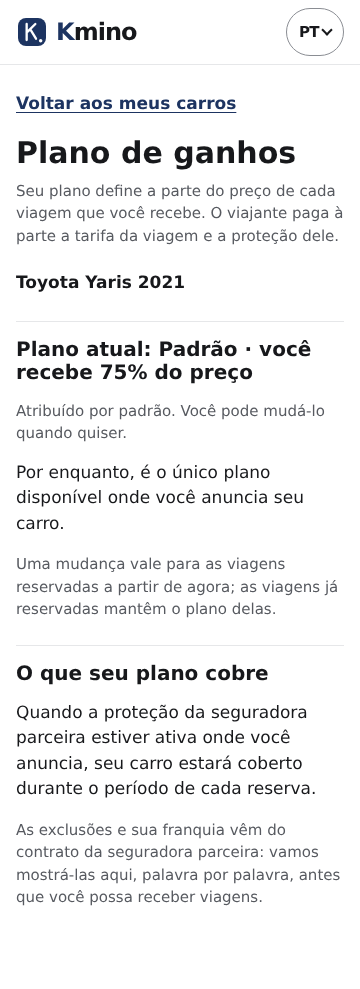 K. Kmino
PT
Voltar aos meus carros
Plano de ganhos
Seu plano define a parte do preço de cada
viagem que você recebe. O viajante paga à
parte a tarifa da viagem e a proteção dele.
Toyota Yaris 2021
Plano atual: Padrão · você
recebe 75% do preço
Atribuído por padrão. Você pode mudá-lo
quando quiser.
Por enquanto, é o único plano
disponível onde você anuncia seu
carro.
Uma mudança vale para as viagens
reservadas a partir de agora; as viagens já
reservadas mantêm o plano delas.
O que seu plano cobre
Quando a proteção da seguradora
parceira estiver ativa onde você
anuncia, seu carro estará coberto
durante o período de cada reserva.
As exclusões e sua franquia vêm do
contrato da seguradora parceira: vamos
mostrá-las aqui, palavra por palavra, antes
que você possa receber viagens.